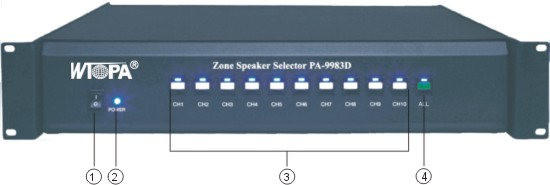 WTOPA®
Zone Speaker Selector PA-9983D
POWER
CH1 CH2 CH3 CH4 CH5 CH6 CH7 CH8 CH9 CH10 ALL
1 2 3 4